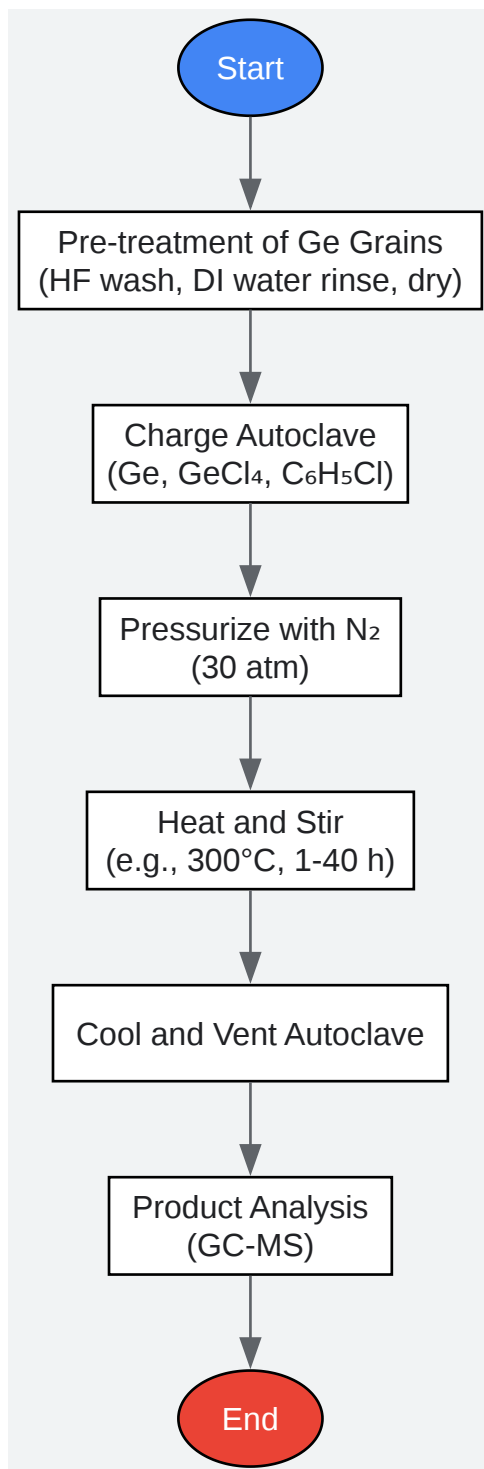 Start
Pre-treatment of Ge Grains
(HF wash, DI water rinse, dry)
Charge Autoclave
(Ge, GeCl₄, C₆H₅Cl)
Pressurize with N₂
(30 atm)
Heat and Stir
(e.g., 300°C, 1-40 h)
Cool and Vent Autoclave
Product Analysis
(GC-MS)
End